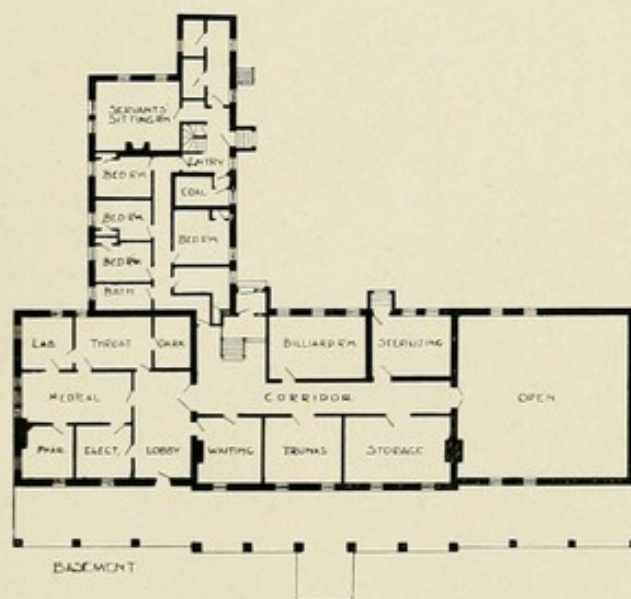 SERVANTS'
SITTING RM.
ENTRY
BED RM.
COAL
BED RM.
BED RM.
BED RM.
BATH
LAB.
THROAT
DARK
BILLIARD RM.
STERILIZING
MEDICAL
CORRIDOR
OPEN
PHAR.
ELECT.
LOBBY
WAITING
TRUNKS
STORAGE
BASEMENT